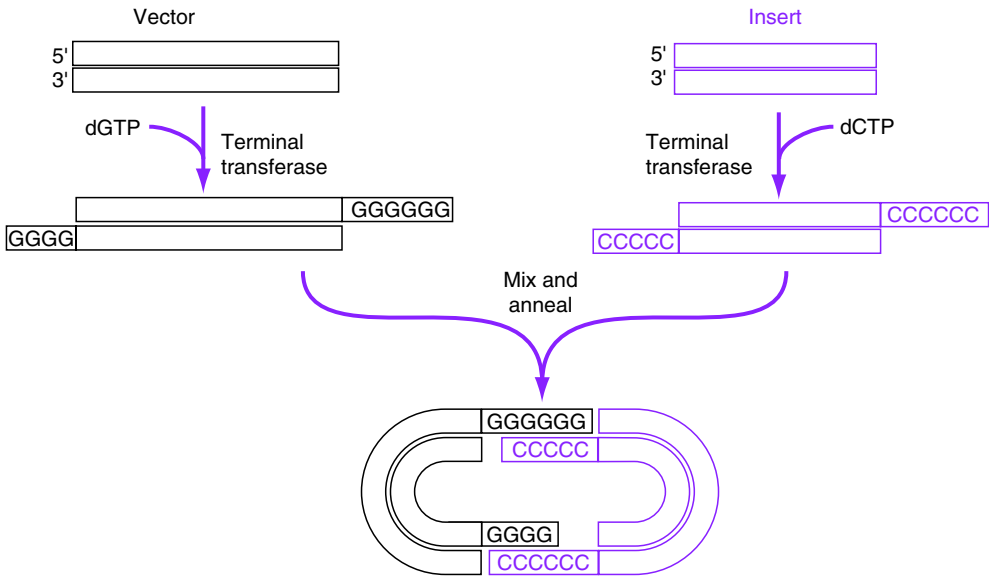 Vector
Insert
5'
3'
5'
3'
dGTP
Terminal
transferase
Terminal
transferase
dCTP
GGGGGG
GGGG
CCCCCC
CCCCC
Mix and
anneal
GGGGGG
CCCCC
GGGG
CCCCCC